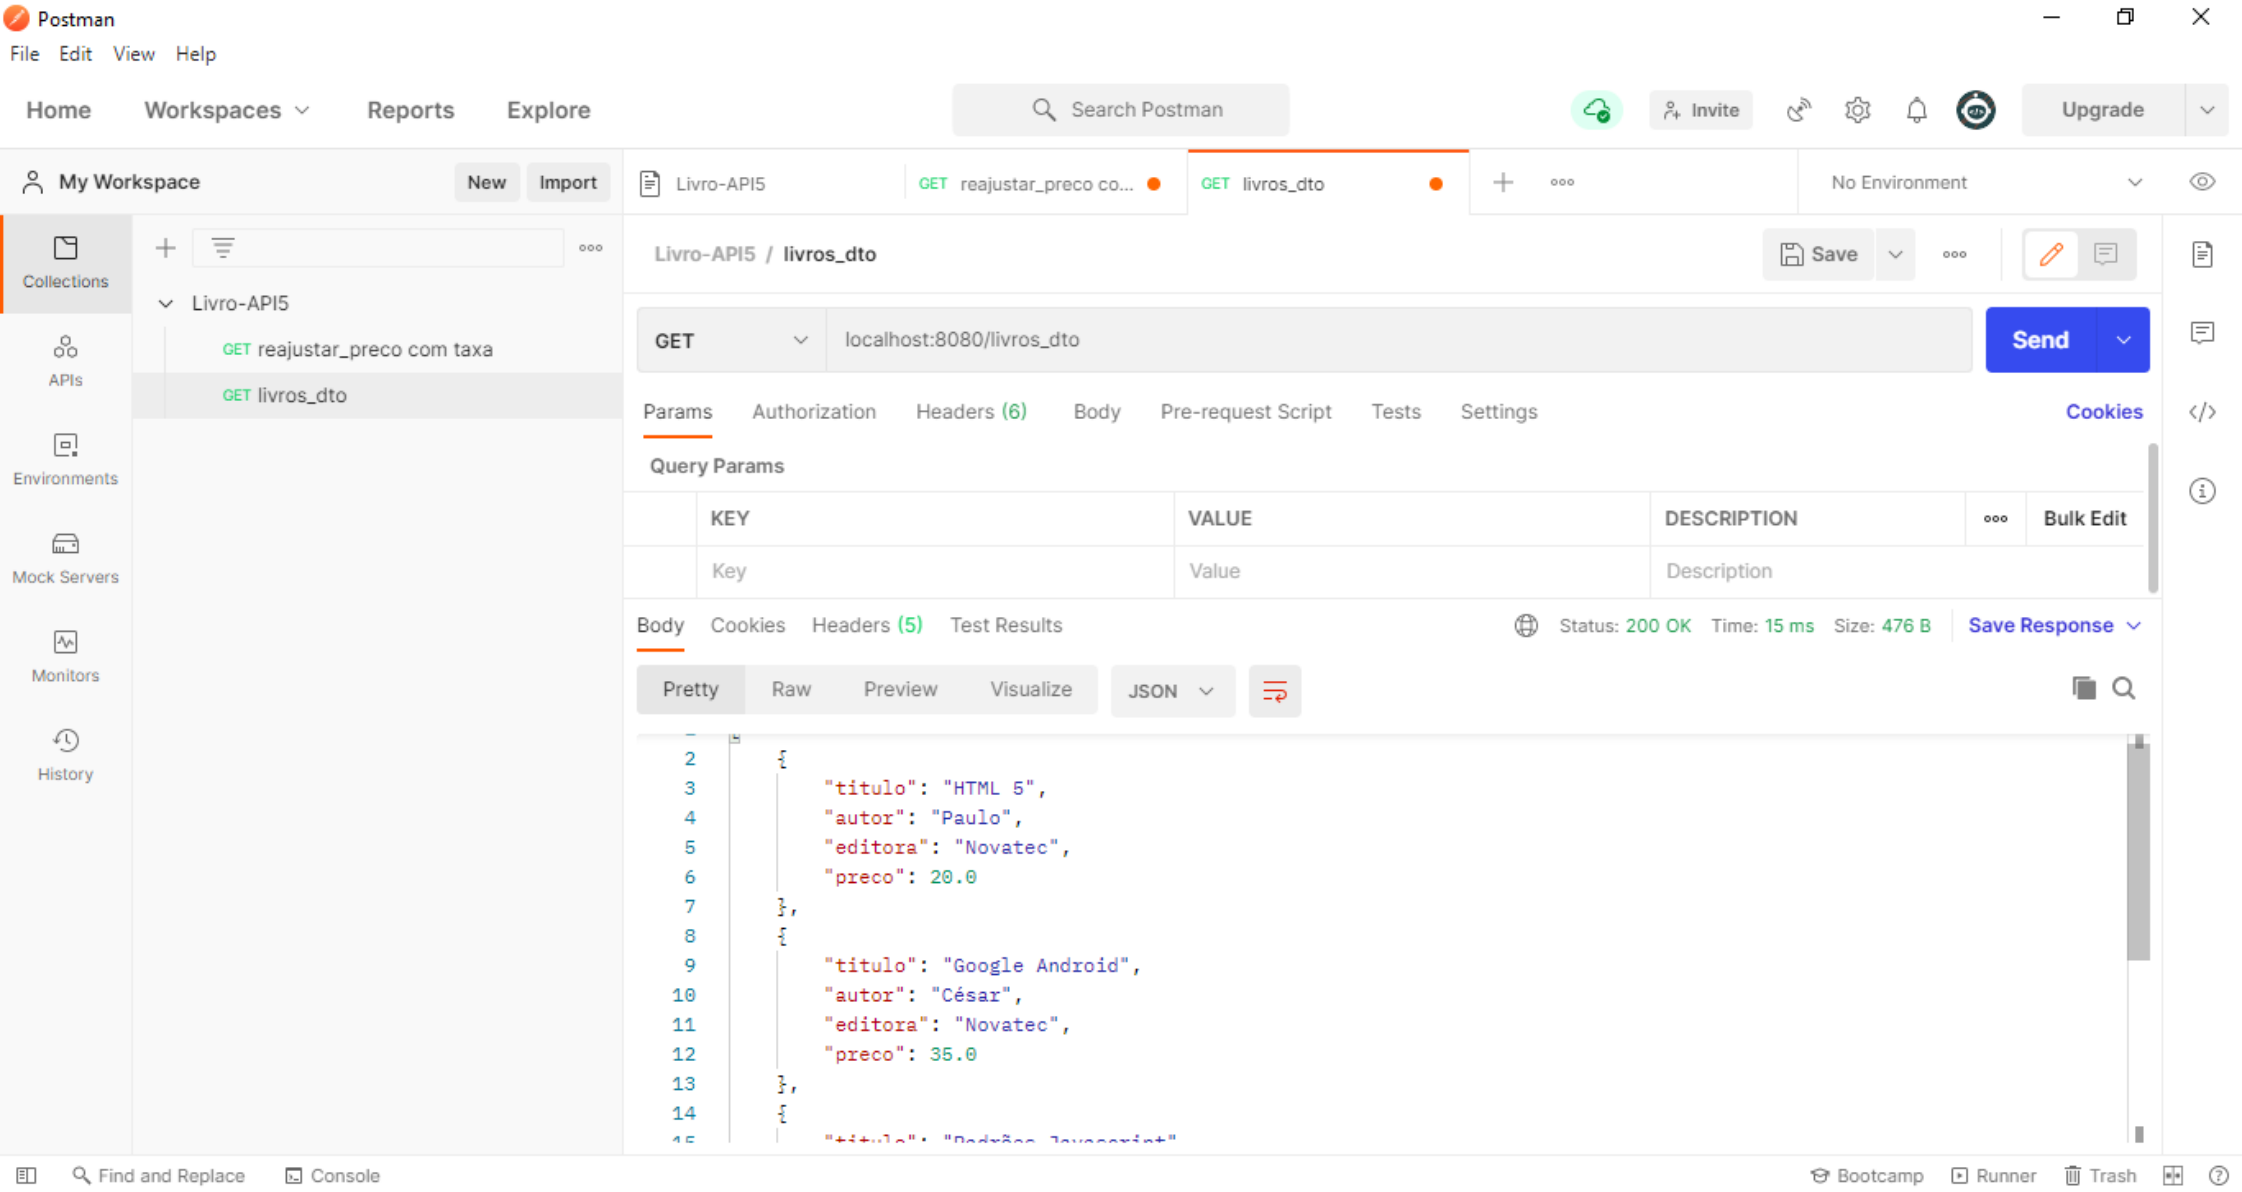 Postman
File Edit View Help
Home Workspaces Reports Explore Search Postman Invite Upgrade
My Workspace New Import Livro-API5 GET reajustar_preco co... GET livros_dto No Environment
Collections
APIs
Environments
Mock Servers
Monitors
History
Livro-API5
GET reajustar_preco com taxa
GET livros_dto
Livro-API5 / livros_dto Save
GET localhost:8080/livros_dto Send
Params Authorization Headers (6) Body Pre-request Script Tests Settings Cookies
Query Params
KEY VALUE DESCRIPTION Bulk Edit
Key Value Description
Body Cookies Headers (5) Test Results Status: 200 OK Time: 15 ms Size: 476 B Save Response
Pretty Raw Preview Visualize JSON
2 {
3 "titulo": "HTML 5",
4 "autor": "Paulo",
5 "editora": "Novatec",
6 "preco": 20.0
7 },
8 {
9 "titulo": "Google Android",
10 "autor": "César",
11 "editora": "Novatec",
12 "preco": 35.0
13 },
14 {
15 "titulo": "Padrões Javascript"
Find and Replace Console Bootcamp Runner Trash